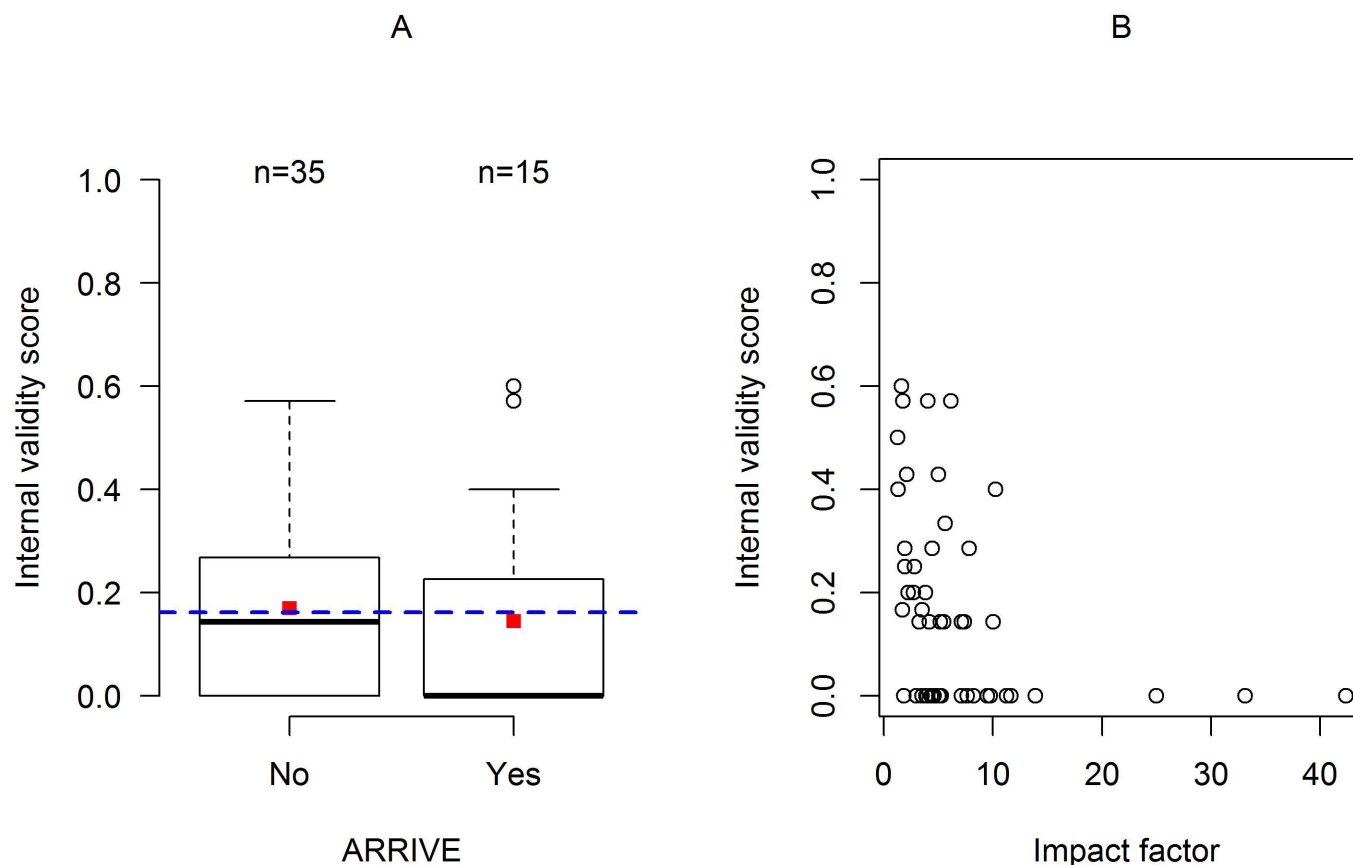 A
n=35
n=15
1.0
0.8
0.6
0.4
0.2
0.0
Internal validity score
No
Yes
ARRIVE
B
1.0
0.8
0.6
0.4
0.2
0.0
Internal validity score
0 10 20 30 40
Impact factor